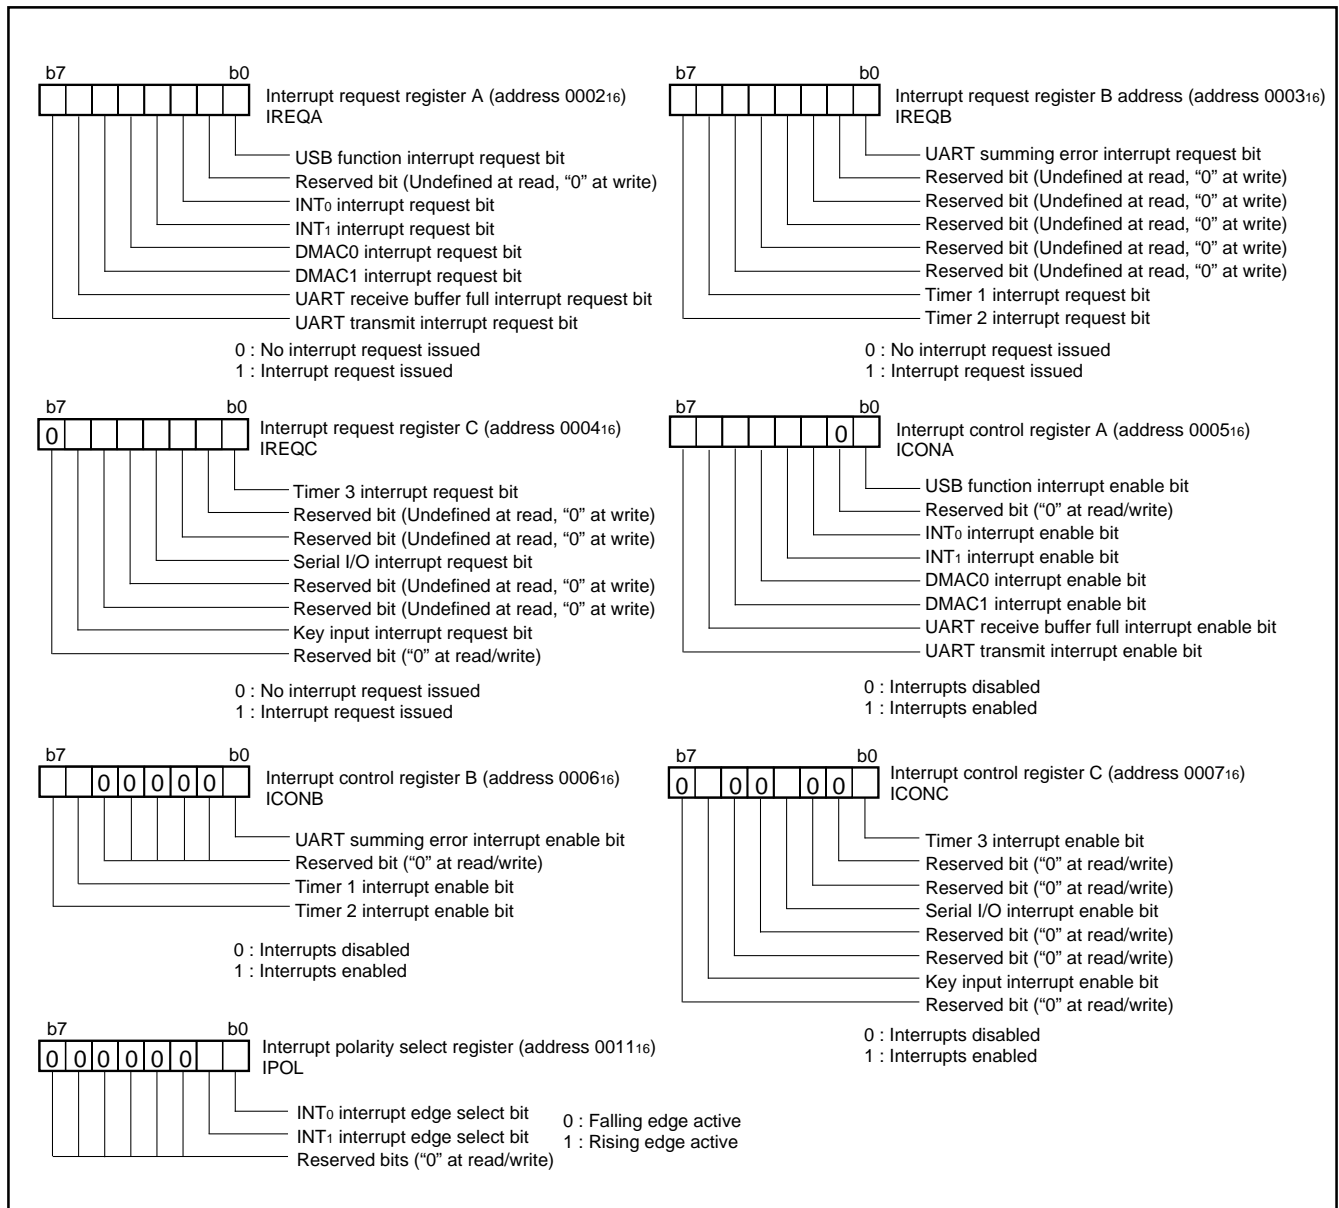 b7 b0
Interrupt request register A (address 000216)
IREQA
USB function interrupt request bit
Reserved bit (Undefined at read, “0” at write)
INT0 interrupt request bit
INT1 interrupt request bit
DMAC0 interrupt request bit
DMAC1 interrupt request bit
UART receive buffer full interrupt request bit
UART transmit interrupt request bit
0 : No interrupt request issued
1 : Interrupt request issued
b7 b0
Interrupt request register B address (address 000316)
IREQB
UART summing error interrupt request bit
Reserved bit (Undefined at read, “0” at write)
Reserved bit (Undefined at read, “0” at write)
Reserved bit (Undefined at read, “0” at write)
Reserved bit (Undefined at read, “0” at write)
Reserved bit (Undefined at read, “0” at write)
Timer 1 interrupt request bit
Timer 2 interrupt request bit
0 : No interrupt request issued
1 : Interrupt request issued
b7 b0
0
Interrupt request register C (address 000416)
IREQC
Timer 3 interrupt request bit
Reserved bit (Undefined at read, “0” at write)
Reserved bit (Undefined at read, “0” at write)
Serial I/O interrupt request bit
Reserved bit (Undefined at read, “0” at write)
Reserved bit (Undefined at read, “0” at write)
Key input interrupt request bit
Reserved bit (“0” at read/write)
0 : No interrupt request issued
1 : Interrupt request issued
b7 b0
0
Interrupt control register A (address 000516)
ICONA
USB function interrupt enable bit
Reserved bit (“0” at read/write)
INT0 interrupt enable bit
INT1 interrupt enable bit
DMAC0 interrupt enable bit
DMAC1 interrupt enable bit
UART receive buffer full interrupt enable bit
UART transmit interrupt enable bit
0 : Interrupts disabled
1 : Interrupts enabled
b7 b0
0 0 0 0 0
Interrupt control register B (address 000616)
ICONB
UART summing error interrupt enable bit
Reserved bit (“0” at read/write)
Timer 1 interrupt enable bit
Timer 2 interrupt enable bit
0 : Interrupts disabled
1 : Interrupts enabled
b7 b0
0 0 0 0 0
Interrupt control register C (address 000716)
ICONC
Timer 3 interrupt enable bit
Reserved bit (“0” at read/write)
Reserved bit (“0” at read/write)
Serial I/O interrupt enable bit
Reserved bit (“0” at read/write)
Reserved bit (“0” at read/write)
Key input interrupt enable bit
Reserved bit (“0” at read/write)
0 : Interrupts disabled
1 : Interrupts enabled
b7 b0
0 0 0 0 0 0
Interrupt polarity select register (address 001116)
IPOL
INT0 interrupt edge select bit
INT1 interrupt edge select bit
Reserved bits (“0” at read/write)
0 : Falling edge active
1 : Rising edge active